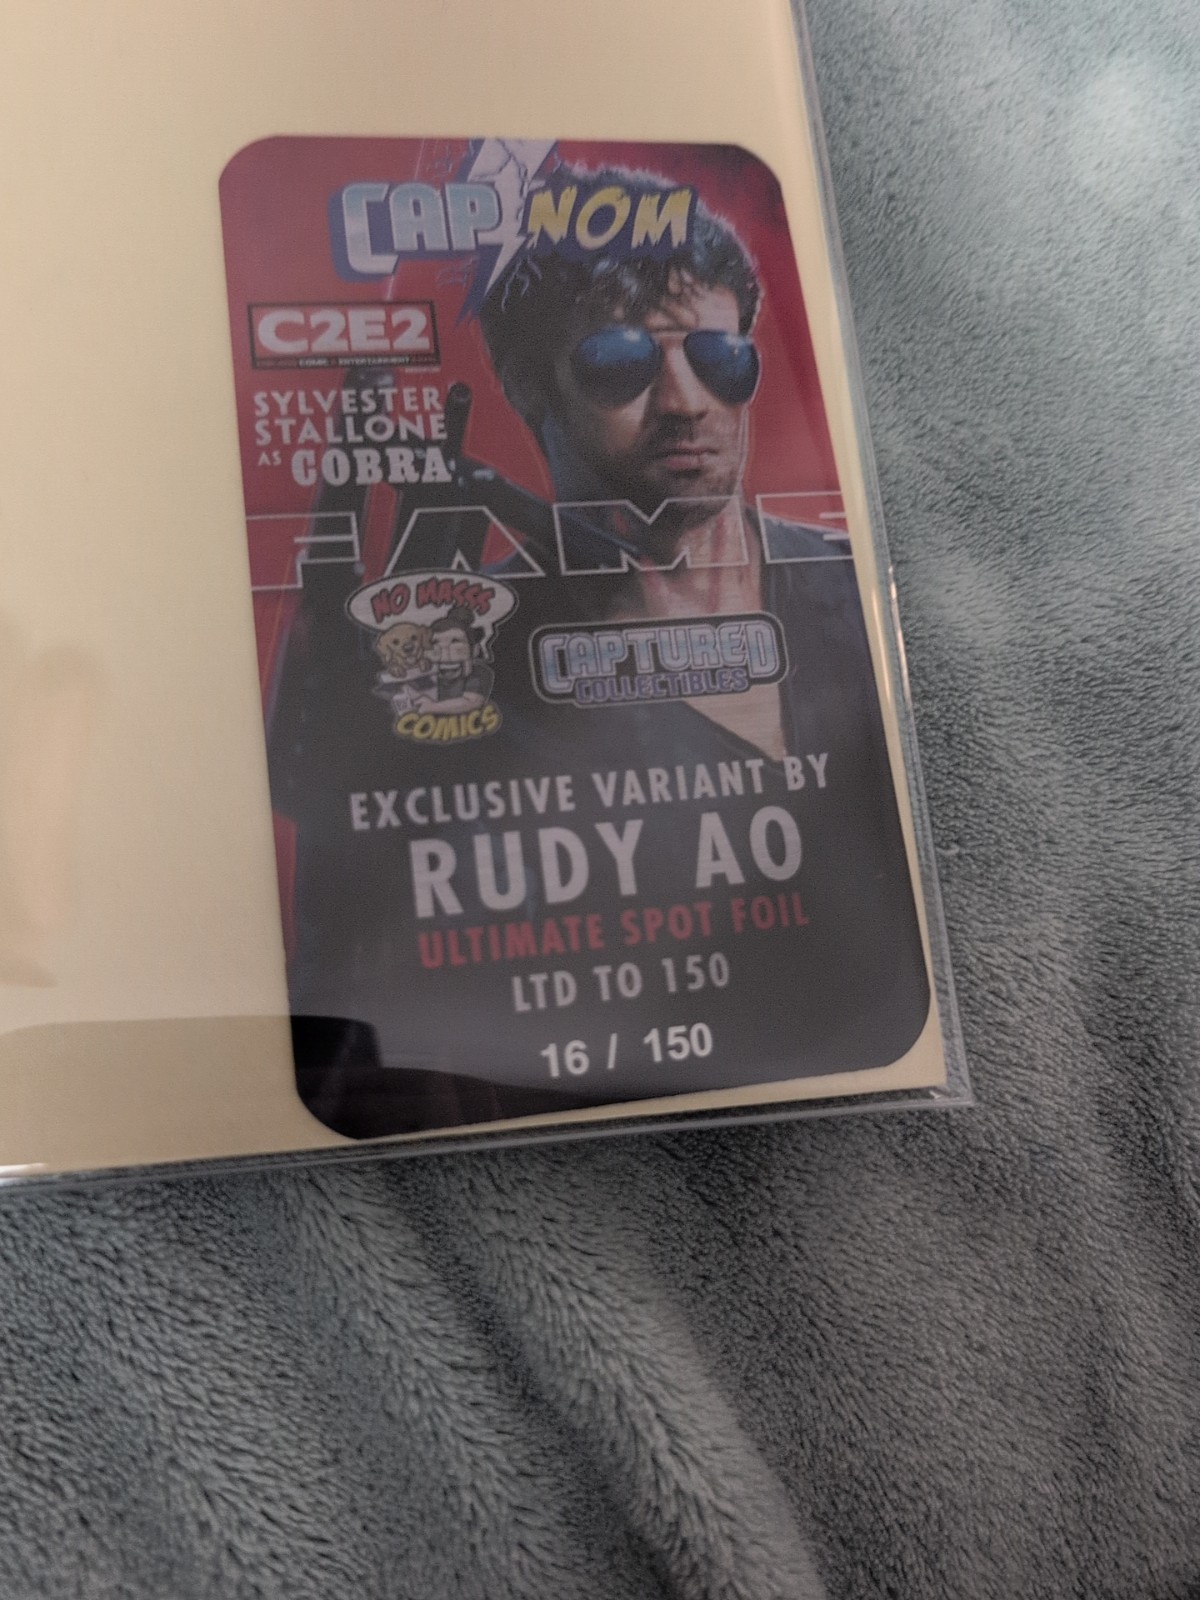 CAP NOM
C2E2
SYLVESTER
STALLONE
AS COBRA
FAME
NO MASSS
COMICS
CAPTURED
COLLECTIBLES
EXCLUSIVE VARIANT BY
RUDY AO
ULTIMATE SPOT FOIL
LTD TO 150
16 / 150